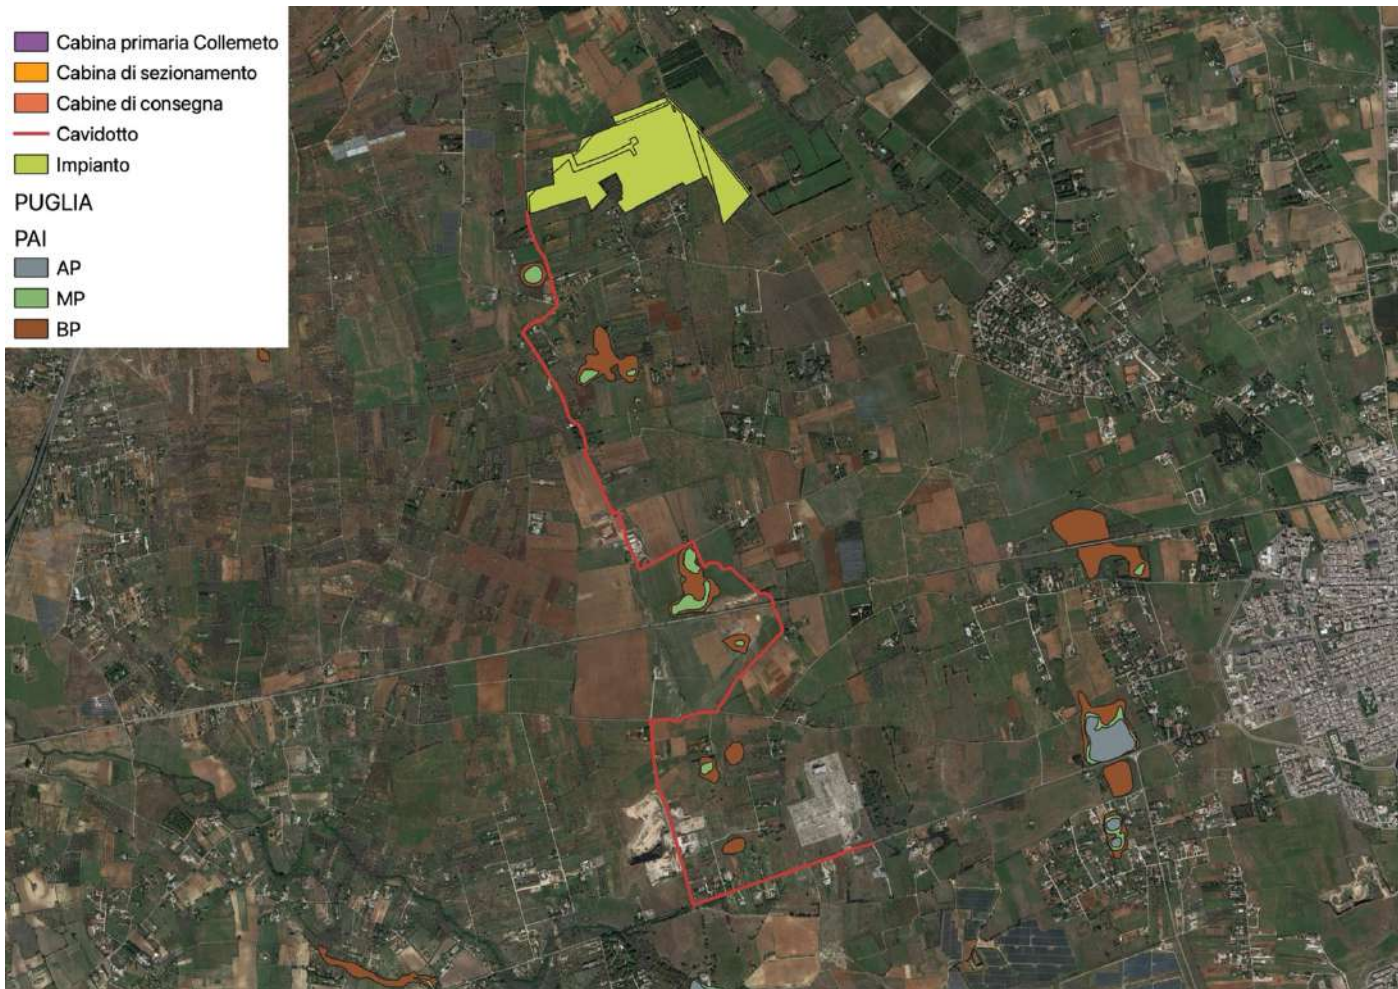 Cabina primaria Collemeto
Cabina di sezionamento
Cabine di consegna
Cavidotto
Impianto
PUGLIA
PAI
AP
MP
BP